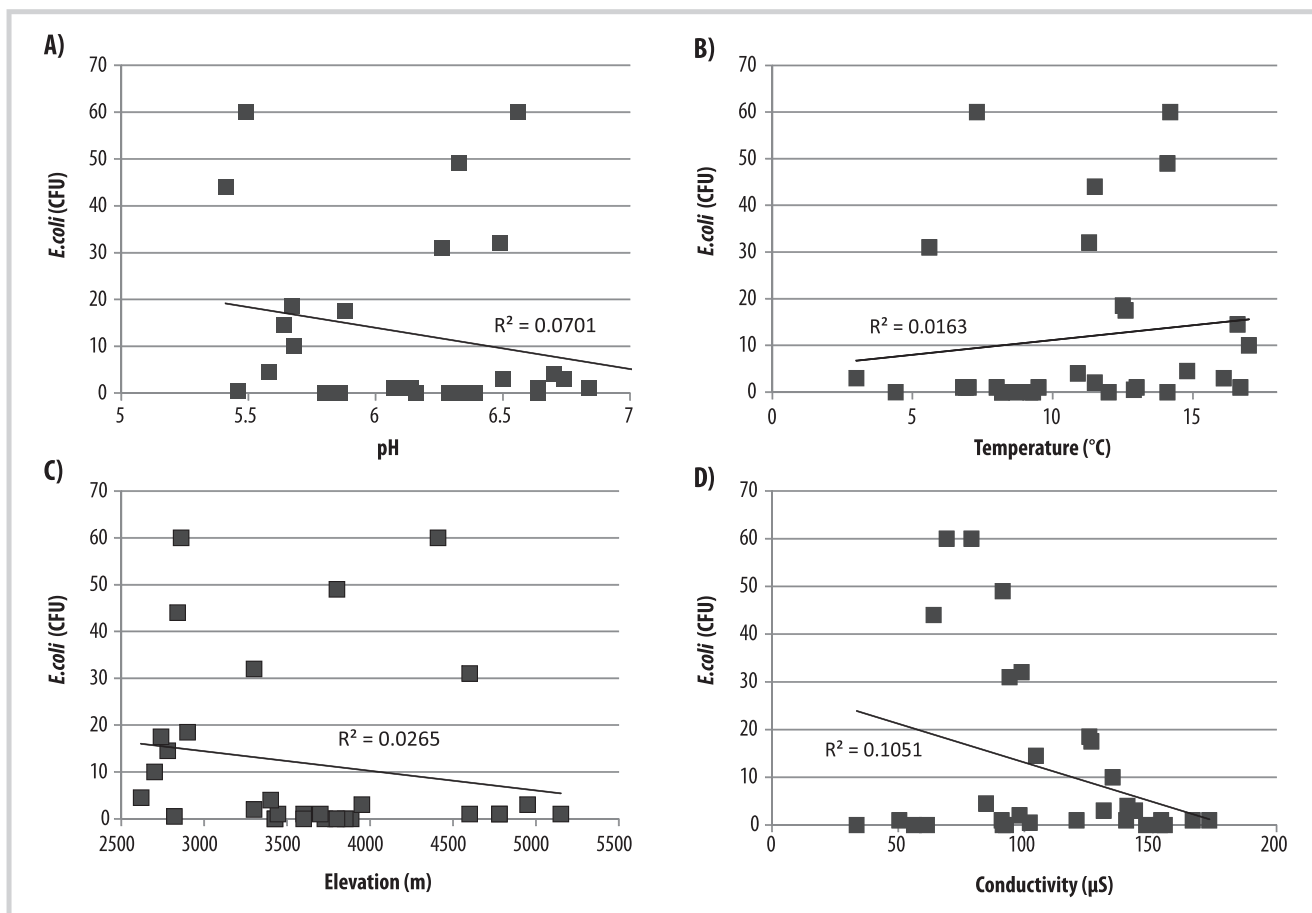 A)
70
60
50
40
30
20
10
0
E.coli (CFU)
R² = 0.0701
5 5.5 6 6.5 7
pH
B)
70
60
50
40
30
20
10
0
E.coli (CFU)
R² = 0.0163
0 5 10 15
Temperature (°C)
C)
70
60
50
40
30
20
10
0
E.coli (CFU)
R² = 0.0265
2500 3000 3500 4000 4500 5000 5500
Elevation (m)
D)
70
60
50
40
30
20
10
0
E.coli (CFU)
R² = 0.1051
0 50 100 150 200
Conductivity (µS)